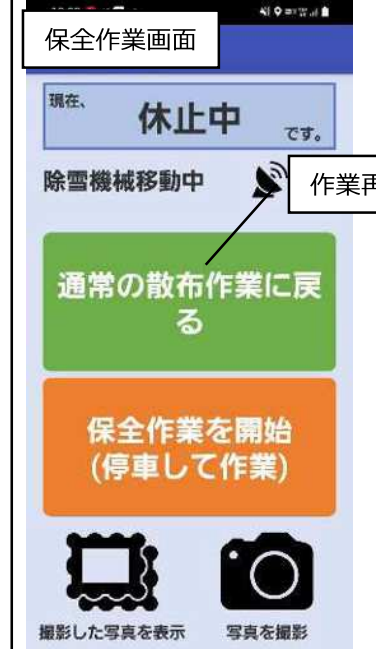 保全作業画面
現在、
休止中
です。
除雪機械移動中
作業再
通常の散布作業に戻
る
保全作業を開始
(停車して作業)
撮影した写真を表示
写真を撮影